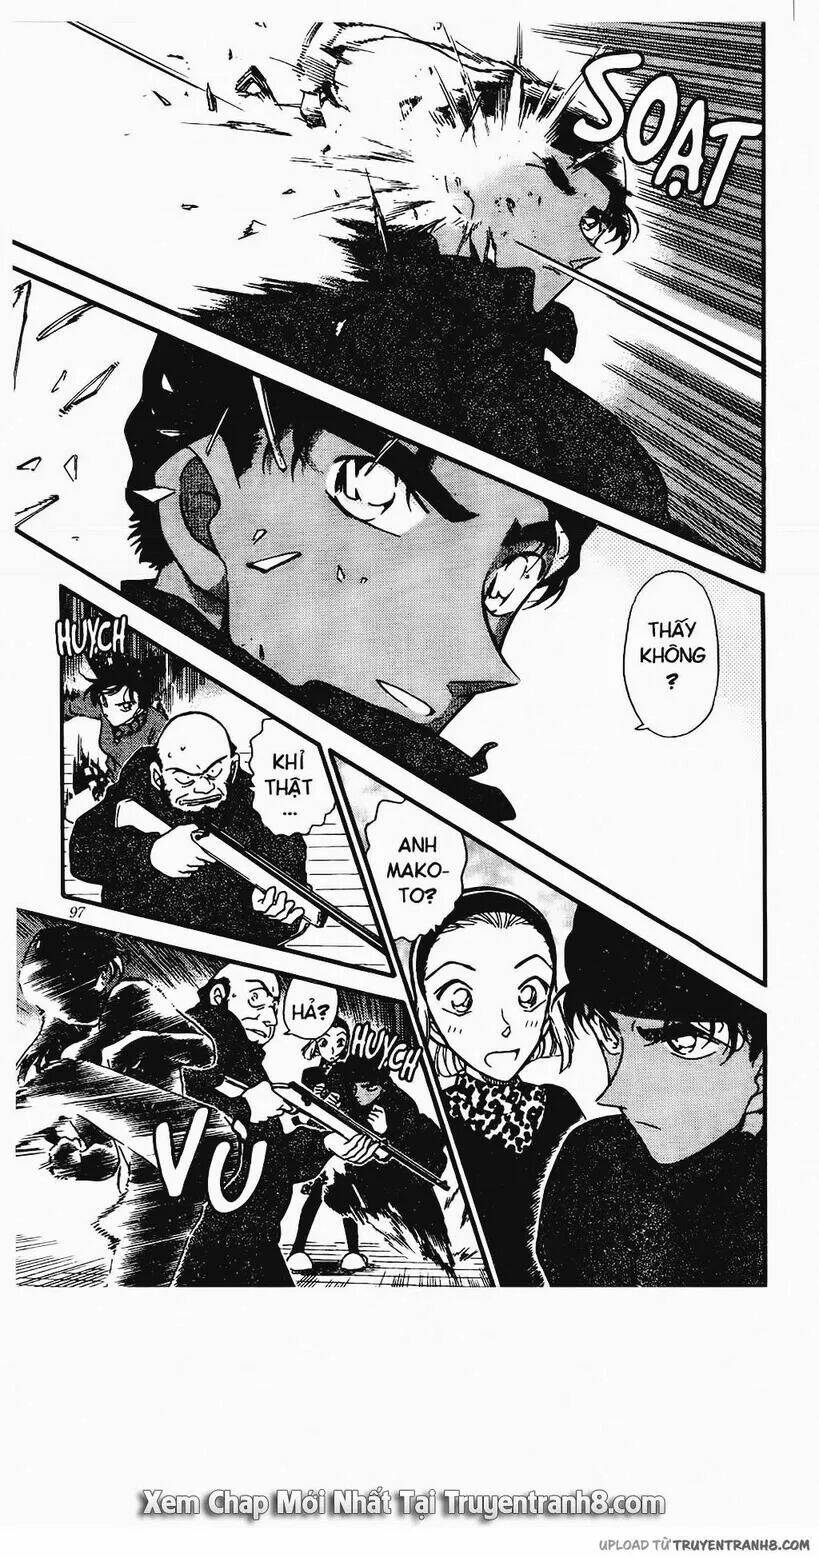 SOẠT
THẤY
KHÔNG
?
HUỴCH
KHỈ
THẬT
...
ANH
MAKO-
TO?
97
HẢ?
HUỴCH
VÙ
Xem Chap Mới Nhất Tại Truyentranh8.com
UPLOAD TỪ TRUYENTRANH8.COM